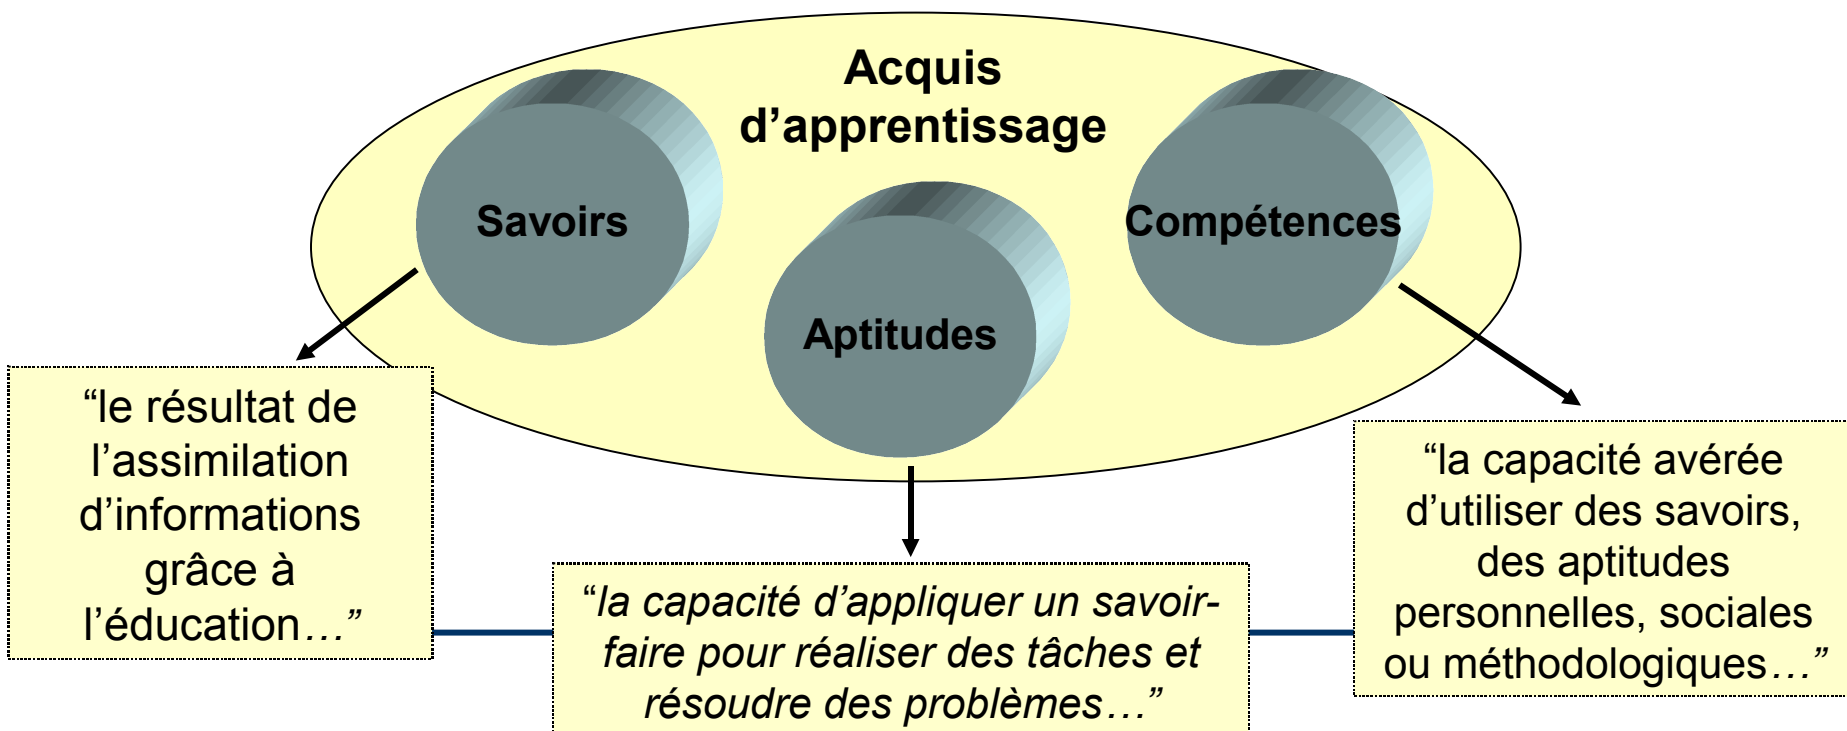 Acquis
d’apprentissage
Savoirs
Aptitudes
Compétences
“le résultat de
l’assimilation
d’informations
grâce à
l’éducation…”
“la capacité d’appliquer un savoir-
faire pour réaliser des tâches et
résoudre des problèmes…”
“la capacité avérée
d’utiliser des savoirs,
des aptitudes
personnelles, sociales
ou méthodologiques…”